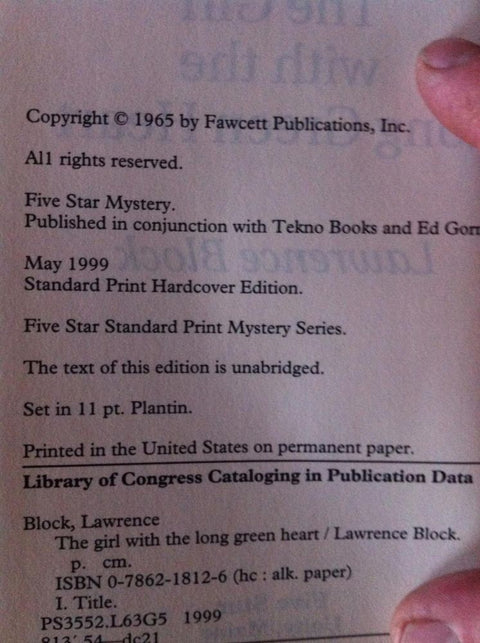 Copyright © 1965 by Fawcett Publications, Inc.
All rights reserved.
Five Star Mystery.
Published in conjunction with Tekno Books and Ed
May 1999
Standard Print Hardcover Edition.
Five Star Standard Print Mystery Series.
The text of this edition is unabridged.
Set in 11 pt. Plantin.
Printed in the United States on permanent paper.
Library of Congress Cataloging in Publication Data
Block, Lawrence
The girl with the long green heart / Lawrence Block.
p. cm.
ISBN 0-7862-1812-6 (hc : alk. paper)
I. Title.
PS3552.L63G5 1999
813'.54—dc21